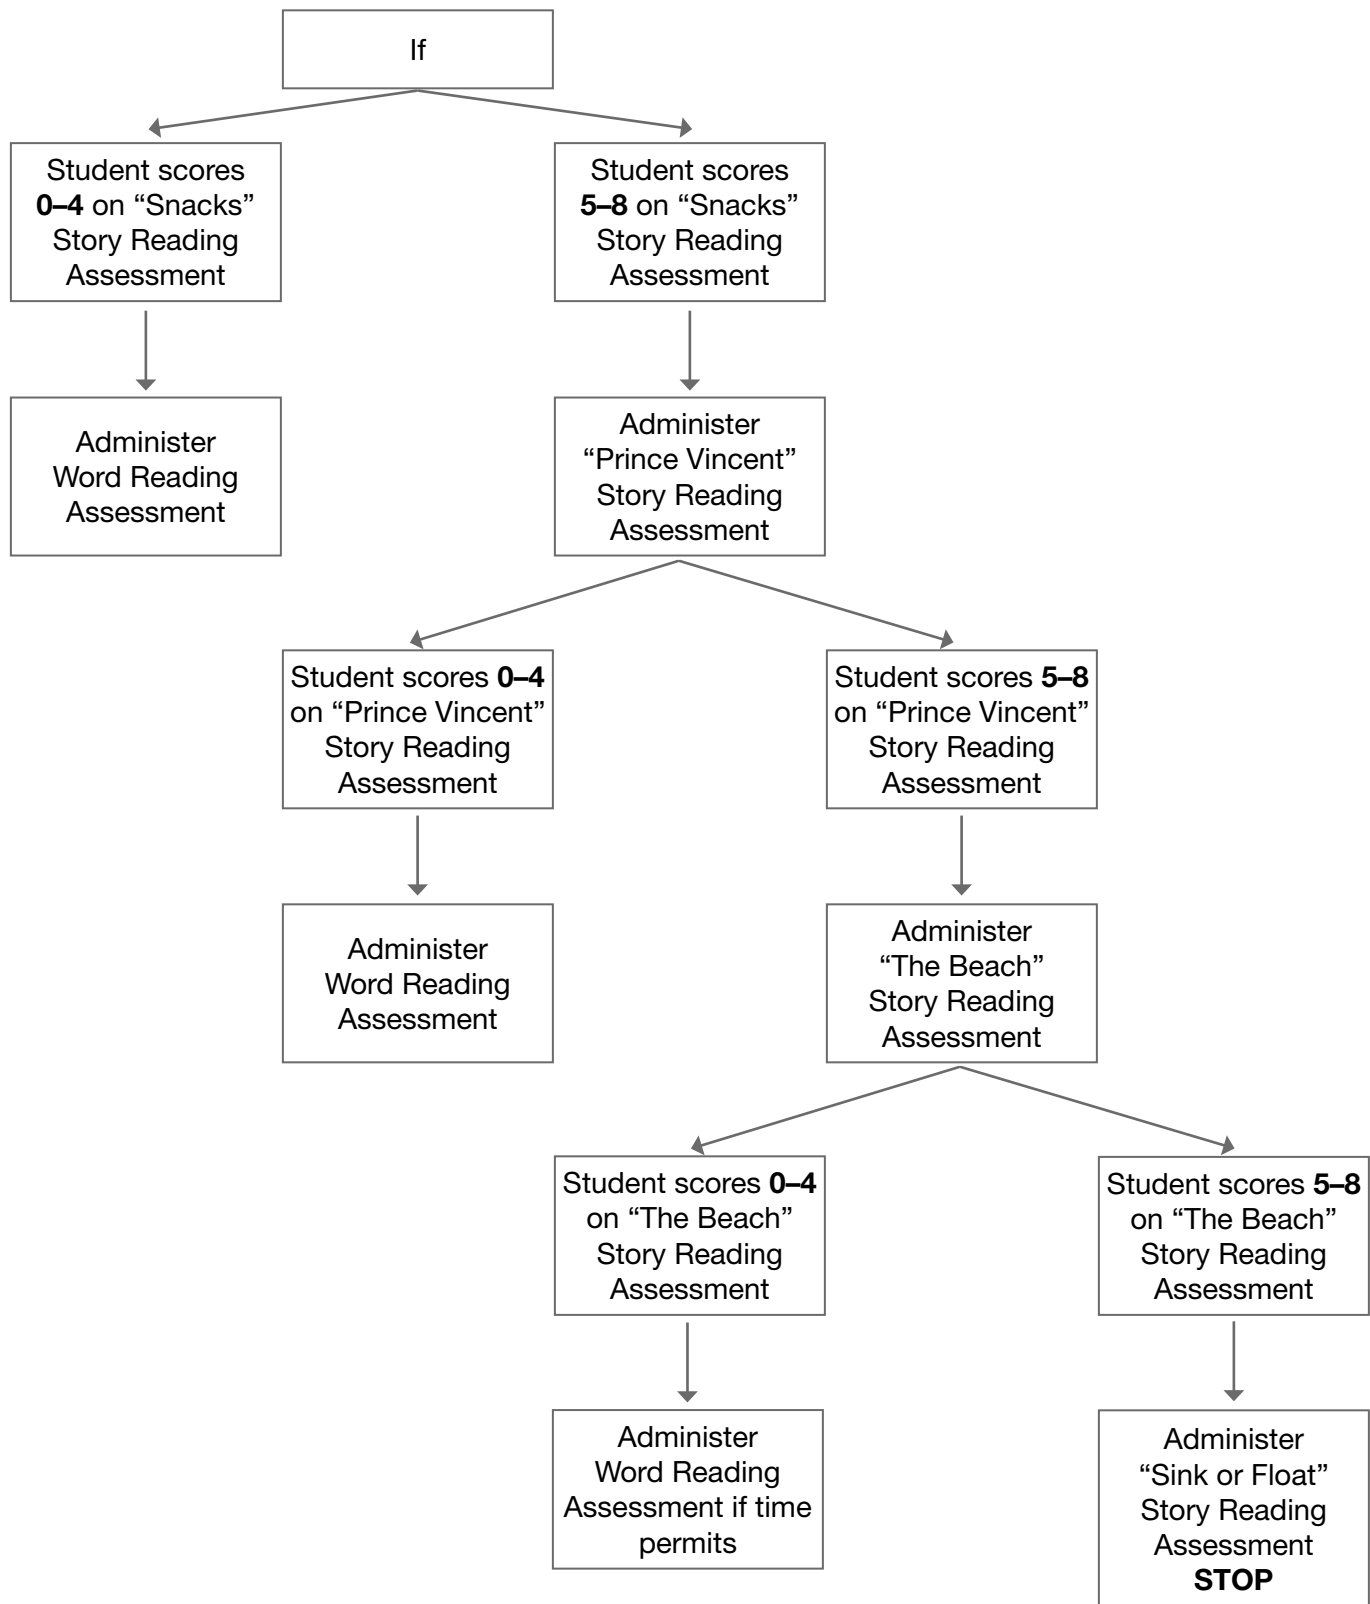 If
Student scores
0–4 on “Snacks”
Story Reading
Assessment
Student scores
5–8 on “Snacks”
Story Reading
Assessment
Administer
Word Reading
Assessment
Administer
“Prince Vincent”
Story Reading
Assessment
Student scores 0–4
on “Prince Vincent”
Story Reading
Assessment
Student scores 5–8
on “Prince Vincent”
Story Reading
Assessment
Administer
Word Reading
Assessment
Administer
“The Beach”
Story Reading
Assessment
Student scores 0–4
on “The Beach”
Story Reading
Assessment
Student scores 5–8
on “The Beach”
Story Reading
Assessment
Administer
Word Reading
Assessment if time
permits
Administer
“Sink or Float”
Story Reading
Assessment
STOP